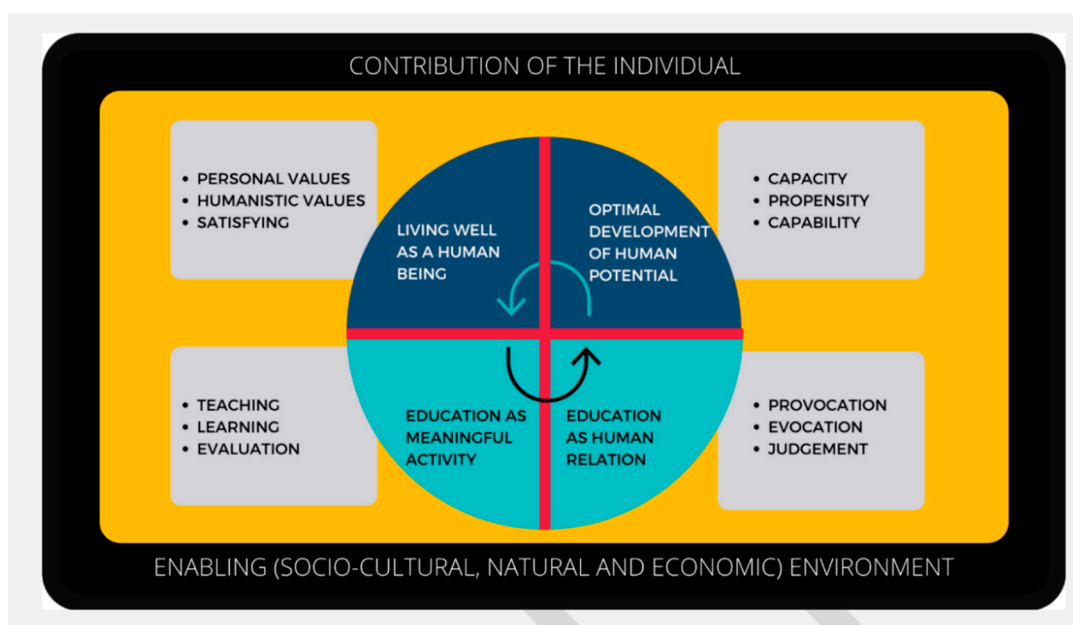 CONTRIBUTION OF THE INDIVIDUAL
• PERSONAL VALUES
• HUMANISTIC VALUES
• SATISFYING
LIVING WELL
AS A HUMAN
BEING
OPTIMAL
DEVELOPMENT
OF HUMAN
POTENTIAL
• CAPACITY
• PROPENSITY
• CAPABILITY
• TEACHING
• LEARNING
• EVALUATION
EDUCATION AS
MEANINGFUL
ACTIVITY
EDUCATION
AS HUMAN
RELATION
• PROVOCATION
• EVOCATION
• JUDGEMENT
ENABLING (SOCIO-CULTURAL, NATURAL AND ECONOMIC) ENVIRONMENT